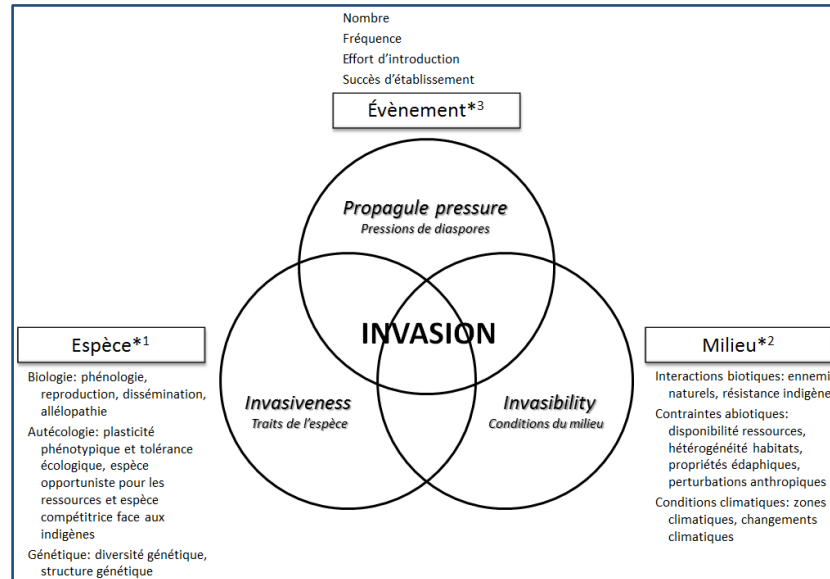 Nombre
Fréquence
Effort d'introduction
Succès d'établissement
Évènement*3
Propagule pressure
Pressions de diaspores
INVASION
Espèce*1
Biologie: phénologie,
reproduction, dissémination,
allélopathie
Autécologie: plasticité
phénotypique et tolérance
écologique, espèce
opportuniste pour les
ressources et espèce
compétitrice face aux
indigènes
Génétique: diversité génétique,
structure génétique
Invasiveness
Traits de l'espèce
Invasibility
Conditions du milieu
Milieu*2
Interactions biotiques: ennemi
naturels, résistance indigène
Contraintes abiotiques:
disponibilité ressources,
hétérogénéité habitats,
propriétés édaphiques,
perturbations anthropiques
Conditions climatiques: zones
climatiques, changements
climatiques